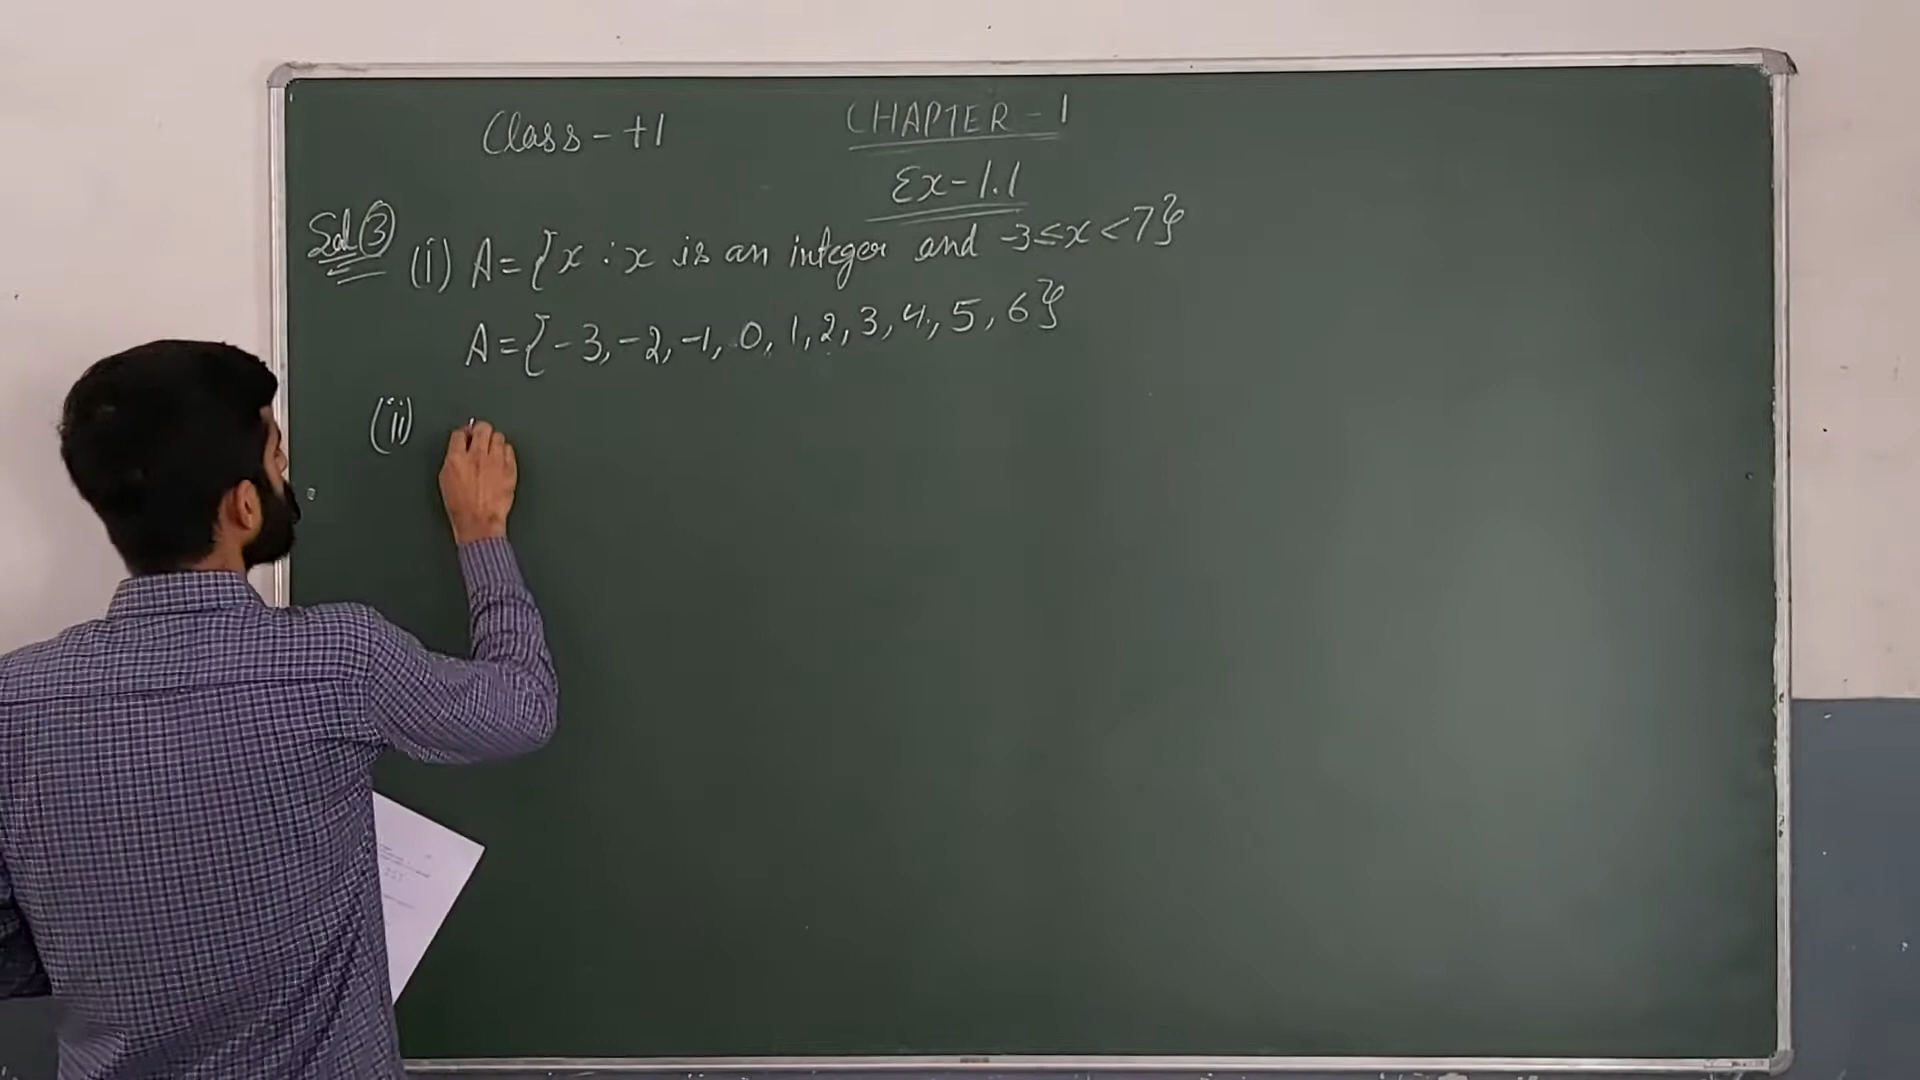 Class - +1
CHAPTER - 1
Ex - 1.1
Sol (3)
(i) A = {x : x is an integer and -3 ≤ x < 7}
A = {-3, -2, -1, 0, 1, 2, 3, 4, 5, 6}
(ii)